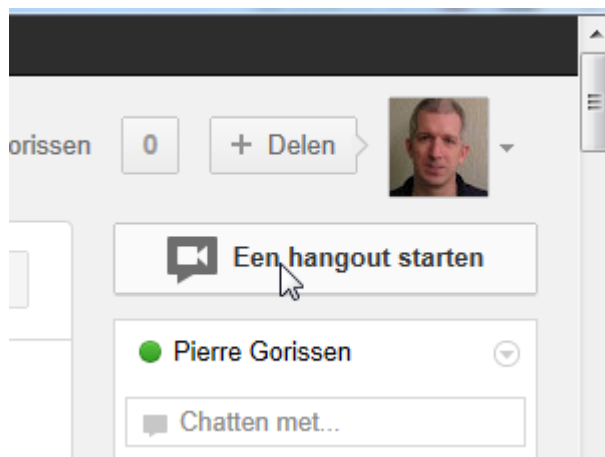 orissen 0 + Delen
Een hangout starten
Pierre Gorissen
Chatten met...